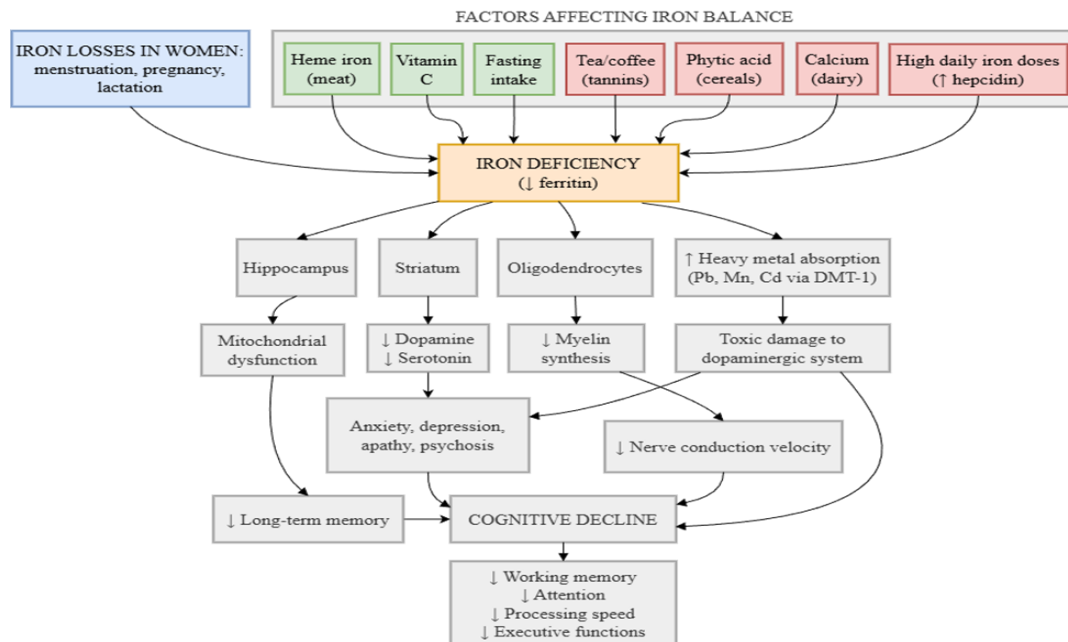 FACTORS AFFECTING IRON BALANCE
IRON LOSSES IN WOMEN:
menstruation, pregnancy,
lactation
Heme iron
(meat)
Vitamin
C
Fasting
intake
Tea/coffee
(tannins)
Phytic acid
(cereals)
Calcium
(dairy)
High daily iron doses
(↑ hepcidin)
IRON DEFICIENCY
(↓ ferritin)
Hippocampus
Striatum
Oligodendrocytes
↑ Heavy metal absorption
(Pb, Mn, Cd via DMT-1)
Mitochondrial
dysfunction
↓ Dopamine
↓ Serotonin
↓ Myelin
synthesis
Toxic damage to
dopaminergic system
Anxiety, depression,
apathy, psychosis
↓ Nerve conduction velocity
↓ Long-term memory
COGNITIVE DECLINE
↓ Working memory
↓ Attention
↓ Processing speed
↓ Executive functions